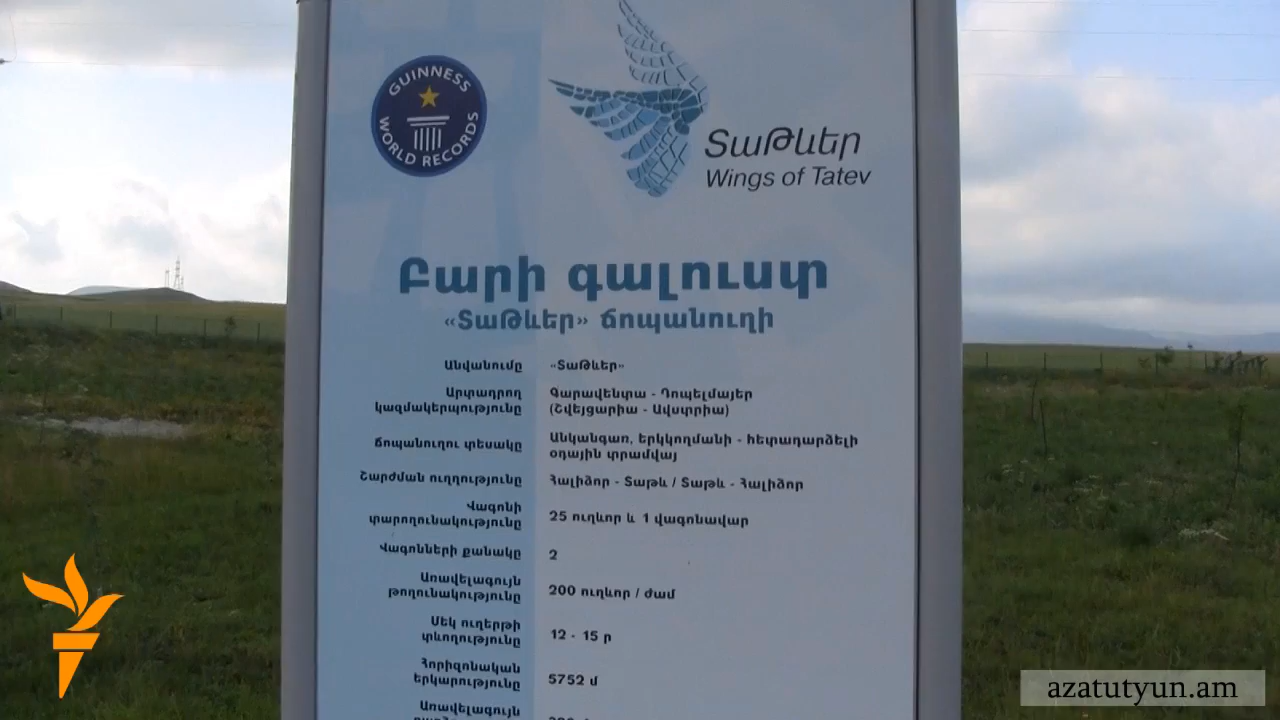 GUINNESS
WORLD RECORDS
ՏաԹևեր
Wings of Tatev
Բարի գալուստ
«ՏաԹևեր» ճոպանուղի
Անվանումը «ՏաԹևեր»
Արտադրող
կազմակերպությունը
Գարավենտա - Դոպելմայեր
(Շվեյցարիա - Ավստրիա)
Ճոպանուղու տեսակը
Անկանգառ, երկկողմանի - հետադարձելի
օդային տրամվայ
Շարժման ուղղությունը Հալիձոր - Տաթև / Տաթև - Հալիձոր
Վագոնի
տարողունակությունը
25 ուղևոր և 1 վագոնավար
Վագոնների քանակը 2
Առավելագույն
թողունակությունը
200 ուղևոր / ժամ
Մեկ ուղերթի
տևողությունը
12 - 15 ր
Հորիզոնական
երկարությունը
5752 մ
Առավելագույն
azatutyun.am